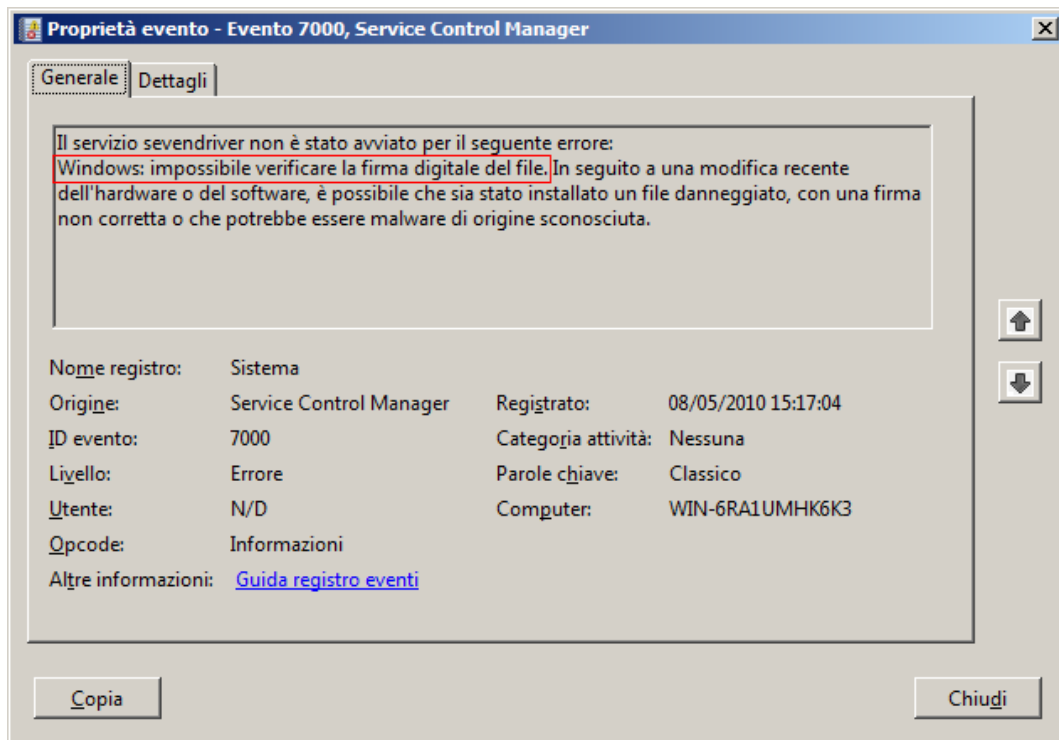 Proprietà evento - Evento 7000, Service Control Manager
Generale Dettagli
Il servizio sevendriver non è stato avviato per il seguente errore:
Windows: impossibile verificare la firma digitale del file. In seguito a una modifica recente
dell'hardware o del software, è possibile che sia stato installato un file danneggiato, con una firma
non corretta o che potrebbe essere malware di origine sconosciuta.
Nome registro: Sistema
Origine: Service Control Manager Registrato: 08/05/2010 15:17:04
ID evento: 7000 Categoria attività: Nessuna
Livello: Errore Parole chiave: Classico
Utente: N/D Computer: WIN-6RA1UMHK6K3
Opcode: Informazioni
Altre informazioni: Guida registro eventi
Copia Chiudi